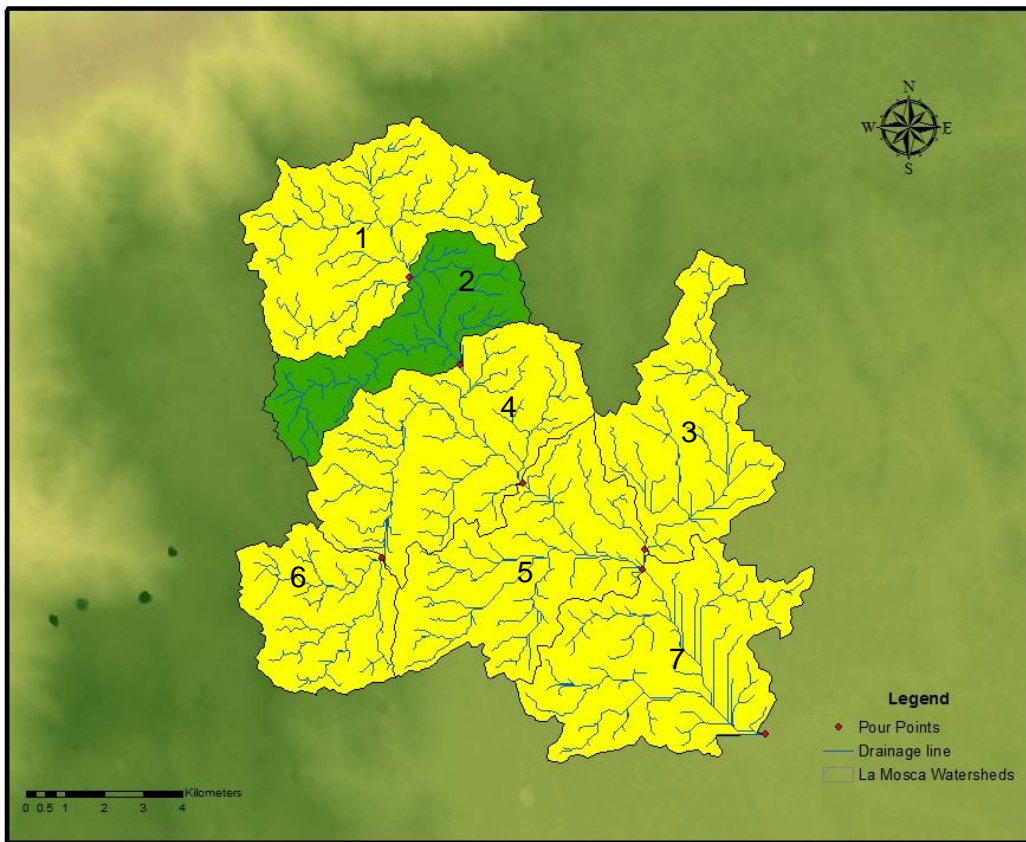 N
W E
S
1
2
3
4
5
6
7
Legend
Pour Points
Drainage line
La Mosca Watersheds
Kilometers
0 0.5 1 2 3 4